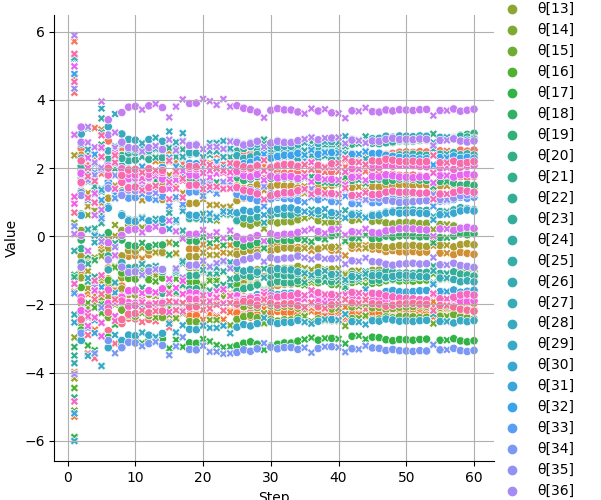 6
4
2
0
−2
−4
−6
Value
0
10
20
30
40
50
60
Step
θ[13]
θ[14]
θ[15]
θ[16]
θ[17]
θ[18]
θ[19]
θ[20]
θ[21]
θ[22]
θ[23]
θ[24]
θ[25]
θ[26]
θ[27]
θ[28]
θ[29]
θ[30]
θ[31]
θ[32]
θ[33]
θ[34]
θ[35]
θ[36]